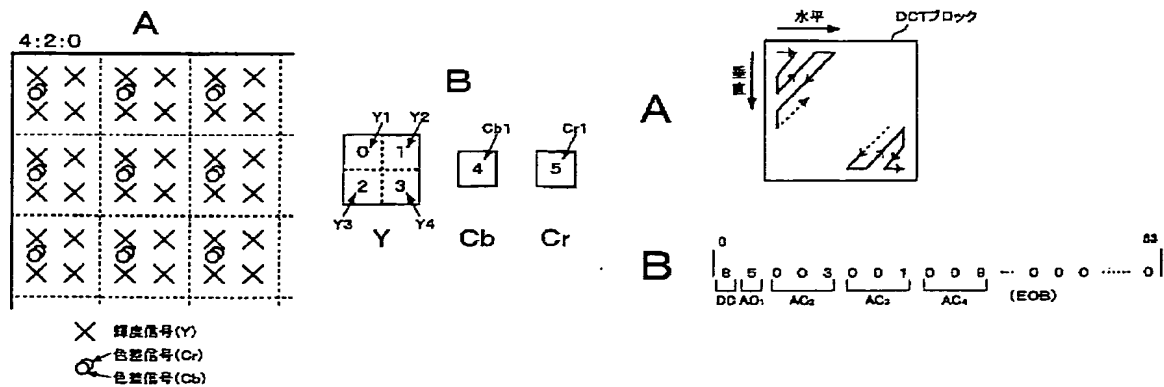 A
4:2:0
輝度信号(Y)
色差信号(Cr)
色差信号(Cb)
B
Y1 Y2
0 1
2 3
Y3 Y4
Y
Cb1
4
Cb
Cr1
5
Cr
A
水平
DCTブロック
垂直
B
0 63
8 5 0 0 3 0 0 1 0 0 8 … 0 0 0 …… 0
DC AC₁ AC₂ AC₃ AC₄ (EOB)